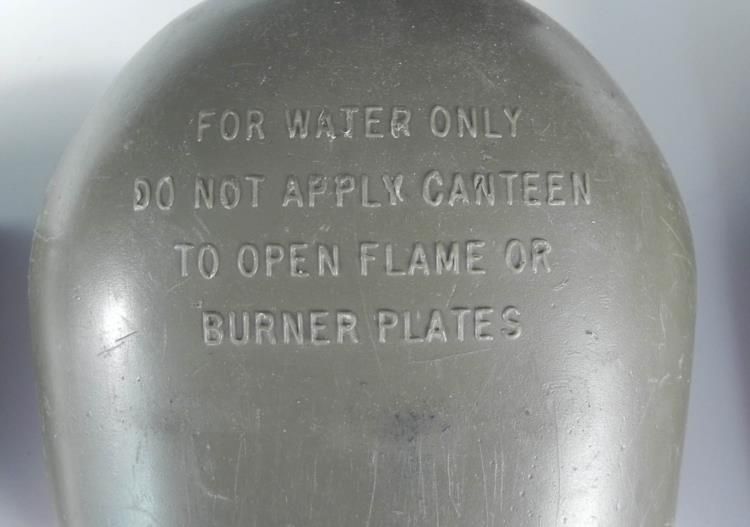 FOR WATER ONLY
DO NOT APPLY CANTEEN
TO OPEN FLAME OR
BURNER PLATES